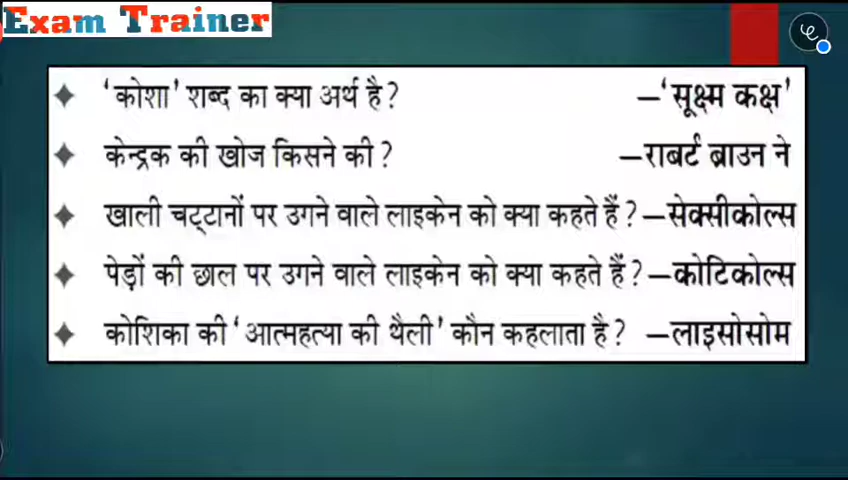 Exam Trainer
'कोशा' शब्द का क्या अर्थ है? –'सूक्ष्म कक्ष'
केन्द्रक की खोज किसने की? –राबर्ट ब्राउन ने
खाली चट्टानों पर उगने वाले लाइकेन को क्या कहते हैं? –सेक्सीकोल्स
पेड़ों की छाल पर उगने वाले लाइकेन को क्या कहते हैं? –कोटिकोल्स
कोशिका की 'आत्महत्या की थैली' कौन कहलाता है? –लाइसोसोम